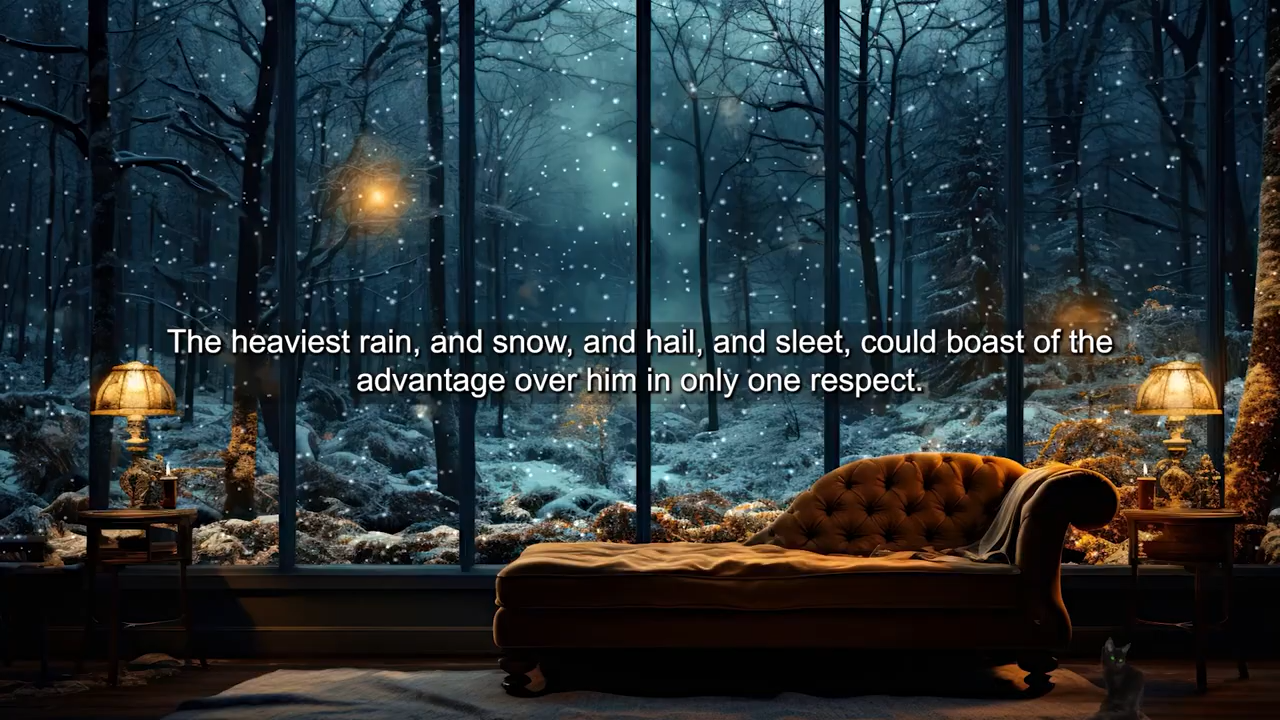 The heaviest rain, and snow, and hail, and sleet, could boast of the
advantage over him in only one respect.